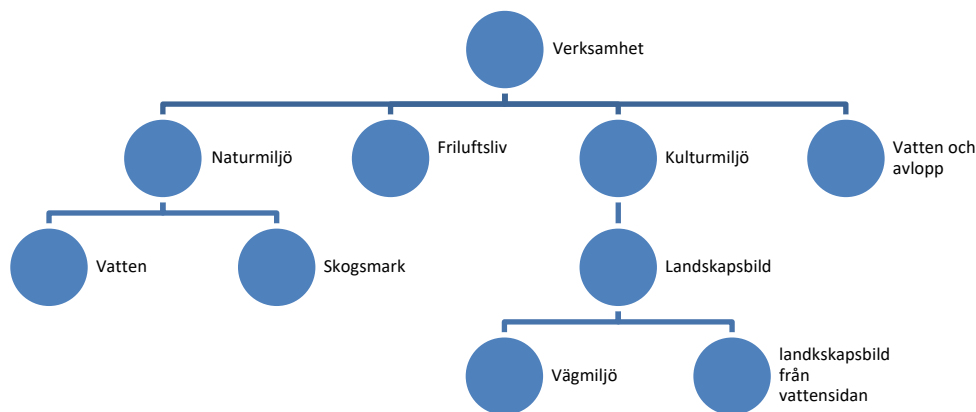 Verksamhet
Naturmiljö
Friluftsliv
Kulturmiljö
Vatten och
avlopp
Vatten
Skogsmark
Landskapsbild
Vägmiljö
landkskapsbild
från
vattensidan